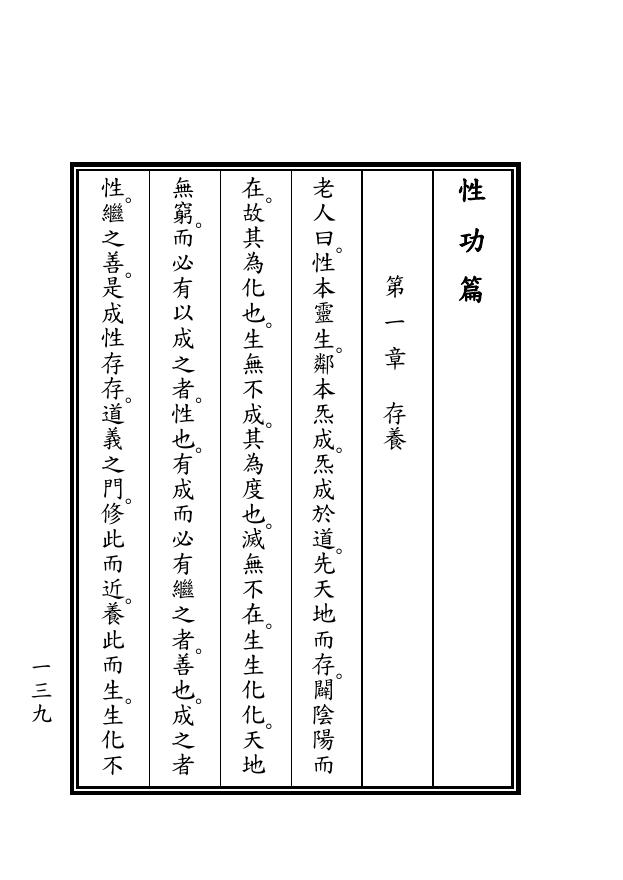 性功篇
第一章　存養
老人曰。性本靈生。鄰本炁成。炁成於道。先天地而存。闢陰陽而
在。故其為化也。生無不成。其為度也。滅無不在。生生化化。天地
無窮。而必有以成之者。性也。有成而必有繼之者。善也。成之者
性。繼之善。是成性存存。道義之門。修此而近。養此而生。生化不
一三九